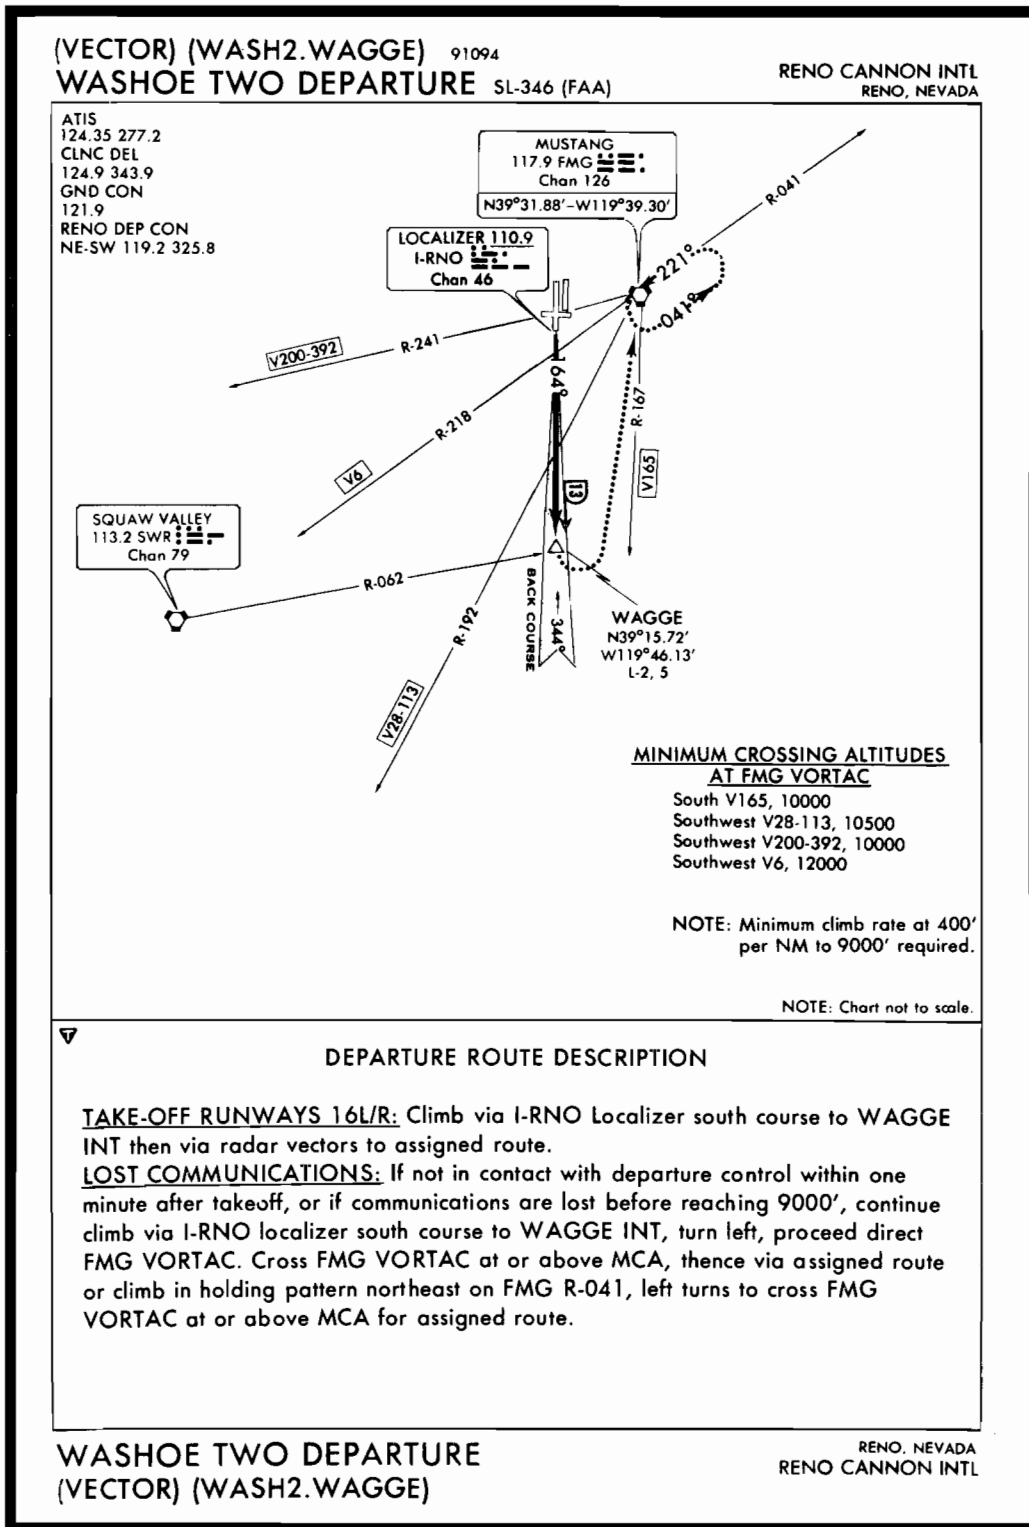 (VECTOR) (WASH2.WAGGE) 91094
WASHOE TWO DEPARTURE SL-346 (FAA)
RENO CANNON INTL
RENO, NEVADA
ATIS
124.35 277.2
CLNC DEL
124.9 343.9
GND CON
121.9
RENO DEP CON
NE-SW 119.2 325.8
MUSTANG
117.9 FMG
Chan 126
N39°31.88′-W119°39.30′
LOCALIZER 110.9
I-RNO
Chan 46
R-041
221°
041°
V200-392
R-241
164°
R-218
R-167
V6
V165
13
SQUAW VALLEY
113.2 SWR
Chan 79
R-062
R-192
BACK COURSE
344°
WAGGE
N39°15.72′
W119°46.13′
L-2, 5
V28-113
MINIMUM CROSSING ALTITUDES
AT FMG VORTAC
South V165, 10000
Southwest V28-113, 10500
Southwest V200-392, 10000
Southwest V6, 12000
NOTE: Minimum climb rate at 400′
per NM to 9000′ required.
NOTE: Chart not to scale.
T
DEPARTURE ROUTE DESCRIPTION
TAKE-OFF RUNWAYS 16L/R: Climb via I-RNO Localizer south course to WAGGE
INT then via radar vectors to assigned route.
LOST COMMUNICATIONS: If not in contact with departure control within one
minute after takeoff, or if communications are lost before reaching 9000′, continue
climb via I-RNO localizer south course to WAGGE INT, turn left, proceed direct
FMG VORTAC. Cross FMG VORTAC at or above MCA, thence via assigned route
or climb in holding pattern northeast on FMG R-041, left turns to cross FMG
VORTAC at or above MCA for assigned route.
WASHOE TWO DEPARTURE
(VECTOR) (WASH2.WAGGE)
RENO, NEVADA
RENO CANNON INTL